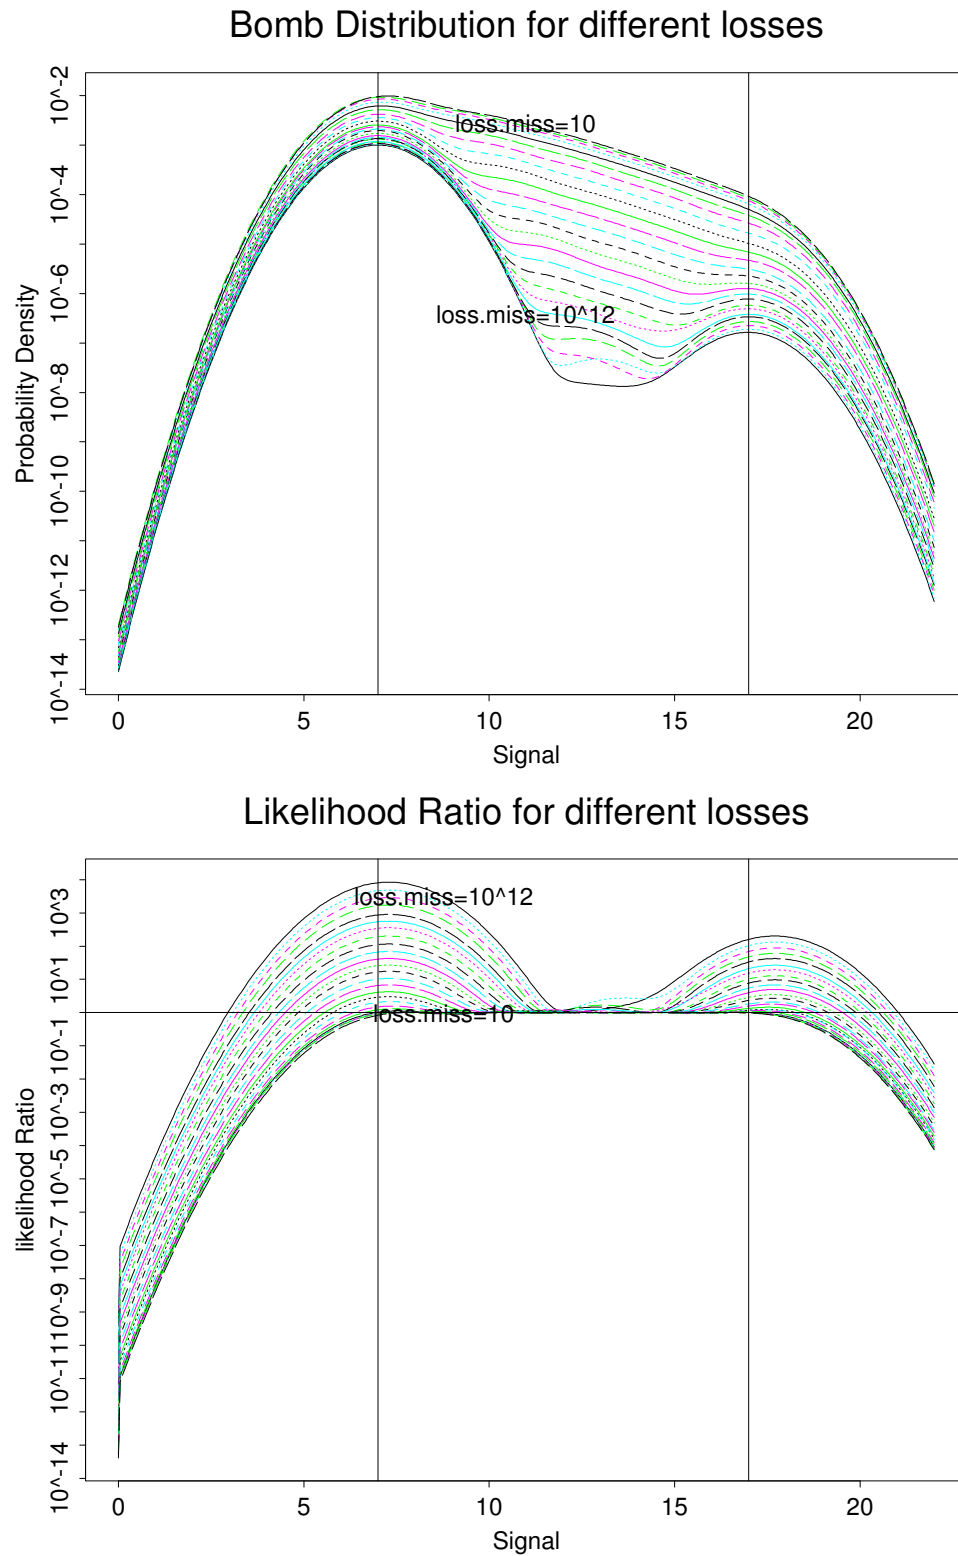 Bomb Distribution for different losses
10^-2
loss.miss=10
10^-4
10^-6
loss.miss=10^12
10^-8
10^-10
10^-12
10^-14
Probability Density
0 5 10 15 20
Signal
Likelihood Ratio for different losses
10^3
loss.miss=10^12
10^1
loss.miss=10
10^-1
10^-3
10^-5
10^-7
10^-9
10^-11
10^-14
likelihood Ratio
0 5 10 15 20
Signal